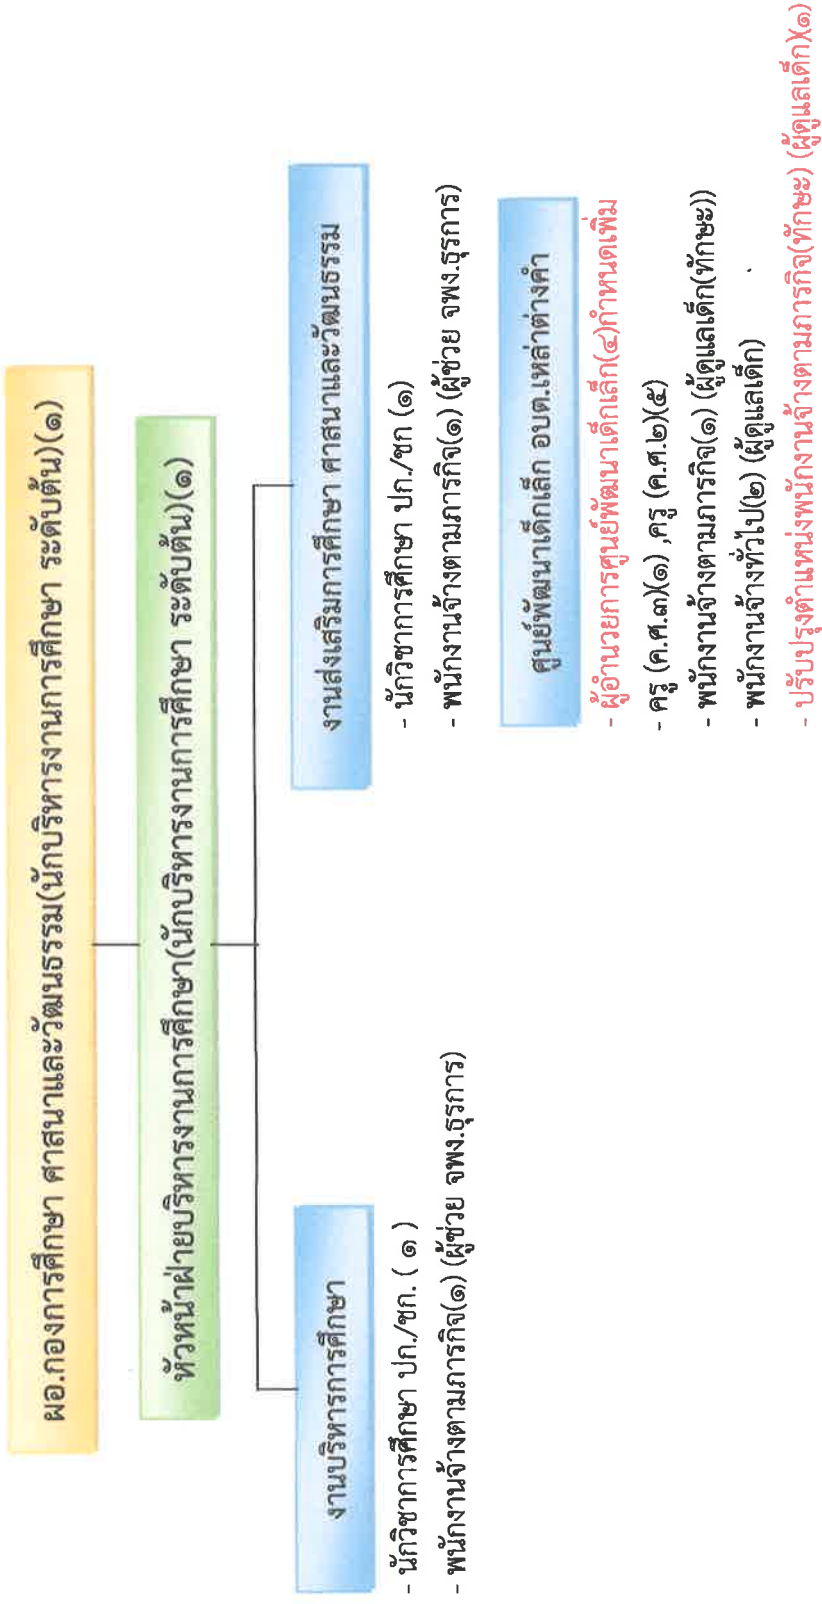 ผอ.กองการศึกษา ศาสนาและวัฒนธรรม(นักบริหารงานการศึกษา ระดับต้น)(๑)
หัวหน้าฝ่ายบริหารงานการศึกษา(นักบริหารงานการศึกษา ระดับต้น)(๑)
งานบริหารการศึกษา
- นักวิชาการศึกษา ปก./ชก. ( ๑ )
- พนักงานจ้างตามภารกิจ(๑) (ผู้ช่วย จพง.ธุรการ)
งานส่งเสริมการศึกษา ศาสนาและวัฒนธรรม
- นักวิชาการศึกษา ปก./ชก (๑)
- พนักงานจ้างตามภารกิจ(๑) (ผู้ช่วย จพง.ธุรการ)
ศูนย์พัฒนาเด็กเล็ก อบต.เหล่าต่างคำ
- ผู้อำนวยการศูนย์พัฒนาเด็กเล็ก(๔)กำหนดเพิ่ม
- ครู (ค.ศ.๓)(๑) ,ครู (ค.ศ.๒)(๕)
- พนักงานจ้างตามภารกิจ(๑) (ผู้ดูแลเด็ก(ทักษะ))
- พนักงานจ้างทั่วไป(๒) (ผู้ดูแลเด็ก)
- ปรับปรุงตำแหน่งพนักงานจ้างตามภารกิจ(ทักษะ) (ผู้ดูแลเด็ก)(๑)